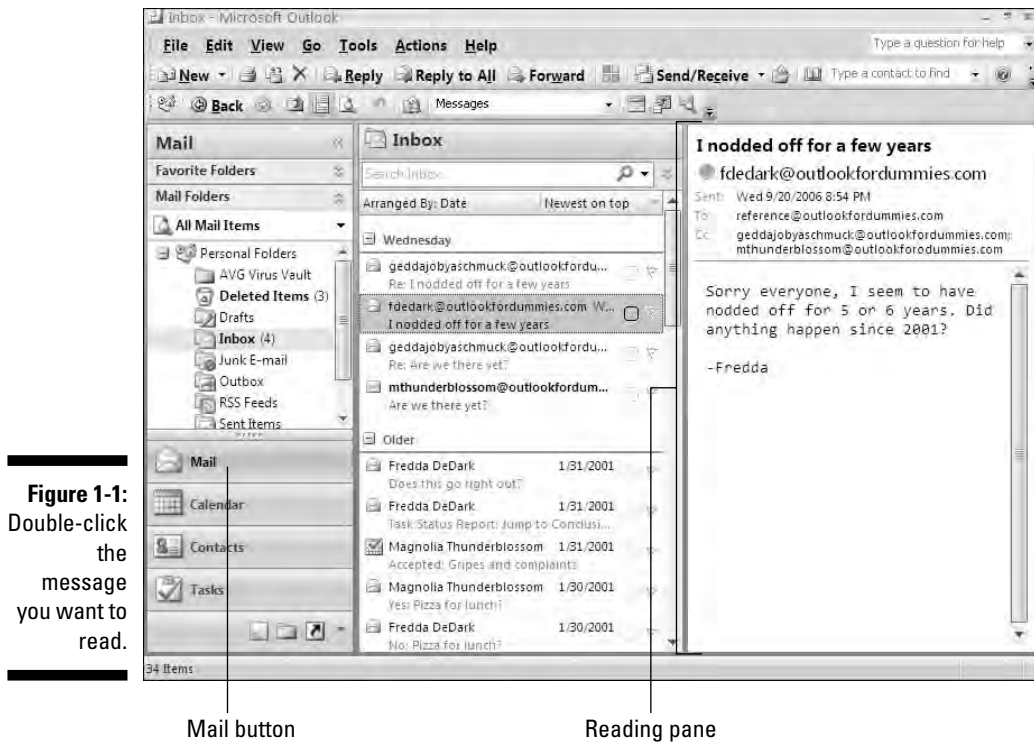 Inbox - Microsoft Outlook
File Edit View Go Tools Actions Help
Type a question for help
New Reply Reply to All Forward Send/Receive Type a contact to find
Back Messages
Mail
Favorite Folders
Mail Folders
All Mail Items
Personal Folders
AVG Virus Vault
Deleted Items (3)
Drafts
Inbox (4)
Junk E-mail
Outbox
RSS Feeds
Sent Items
Mail
Calendar
Contacts
Tasks
34 Items
Inbox
Search Inbox
Arranged By: Date Newest on top
Wednesday
geddajobyaschmuck@outlookfordu...
Re: I nodded off for a few years
fdedark@outlookfordummies.com W...
I nodded off for a few years
geddajobyaschmuck@outlookfordu...
Re: Are we there yet?
mthunderblossom@outlookfordum...
Are we there yet?
Older
Fredda DeDark 1/31/2001
Does this go right out?
Fredda DeDark 1/31/2001
Task Status Report: Jump to Conclusi...
Magnolia Thunderblossom 1/31/2001
Accepted: Gripes and complaints
Magnolia Thunderblossom 1/30/2001
Yes: Pizza for lunch?
Fredda DeDark 1/30/2001
No: Pizza for lunch?
I nodded off for a few years
fdedark@outlookfordummies.com
Sent: Wed 9/20/2006 8:54 PM
To: reference@outlookfordummies.com
Cc: geddajobyaschmuck@outlookfordummies.com;
mthunderblossom@outlookforodummies.com
Sorry everyone, I seem to have
nodded off for 5 or 6 years. Did
anything happen since 2001?
-Fredda
Figure 1-1:
Double-click
the
message
you want to
read.
Mail button
Reading pane